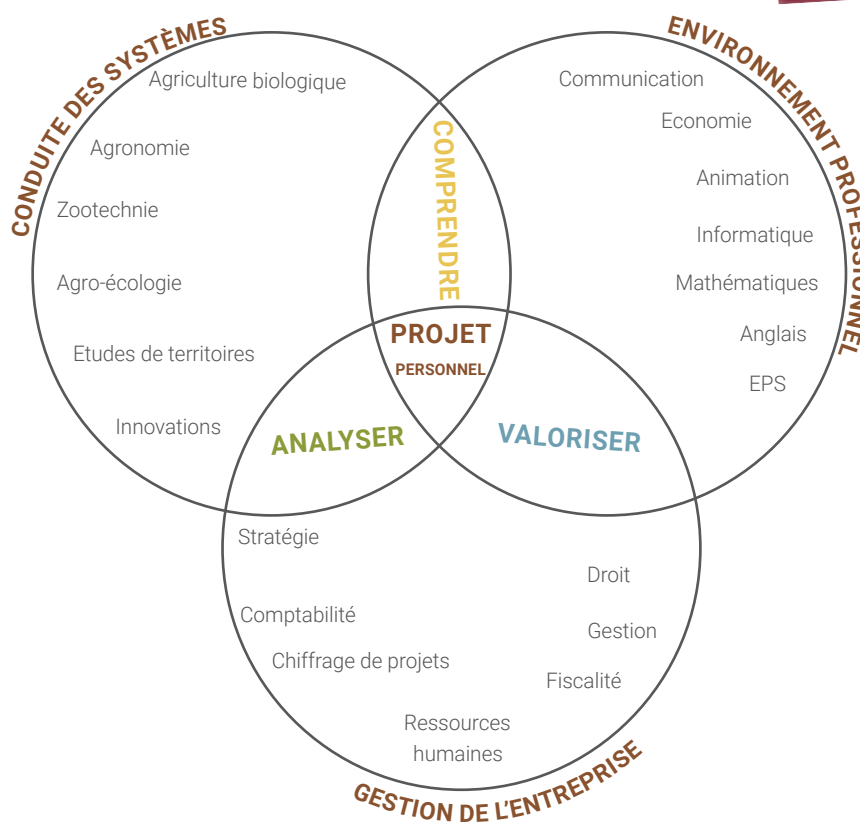 CONDUITE DES SYSTÈMES
Agriculture biologique
Agronomie
Zootechnie
Agro-écologie
Etudes de territoires
Innovations
ENVIRONNEMENT PROFESSIONNEL
Communication
Economie
Animation
Informatique
Mathématiques
Anglais
EPS
COMPRENDRE
PROJET
PERSONNEL
ANALYSER
VALORISER
Stratégie
Comptabilité
Chiffrage de projets
Ressources
humaines
Droit
Gestion
Fiscalité
GESTION DE L'ENTREPRISE